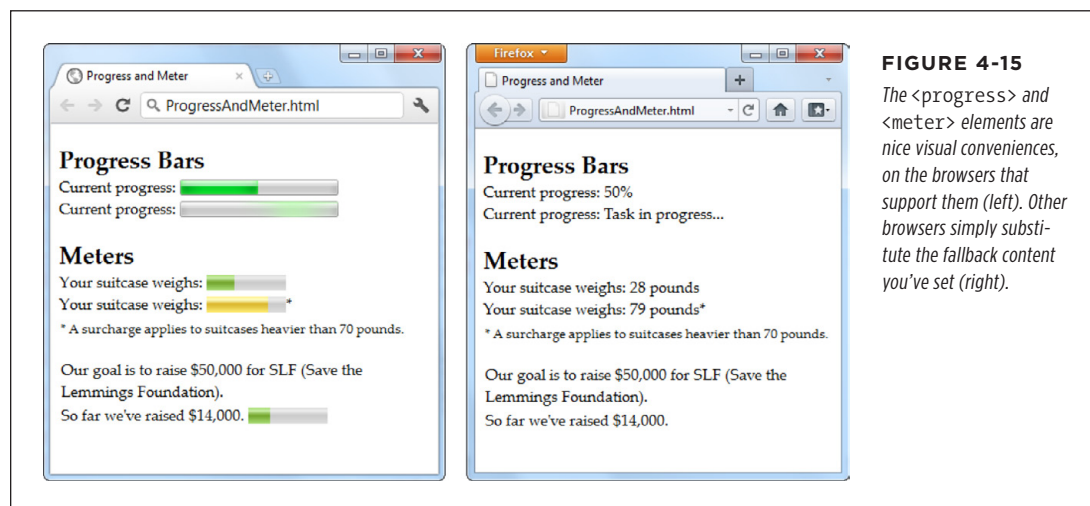 Progress and Meter
ProgressAndMeter.html
Progress Bars
Current progress:
Current progress:
Meters
Your suitcase weighs:
Your suitcase weighs: *
* A surcharge applies to suitcases heavier than 70 pounds.
Our goal is to raise $50,000 for SLF (Save the
Lemmings Foundation).
So far we've raised $14,000.
Firefox
Progress and Meter
ProgressAndMeter.html
Progress Bars
Current progress: 50%
Current progress: Task in progress...
Meters
Your suitcase weighs: 28 pounds
Your suitcase weighs: 79 pounds*
* A surcharge applies to suitcases heavier than 70 pounds.
Our goal is to raise $50,000 for SLF (Save the
Lemmings Foundation).
So far we've raised $14,000.
FIGURE 4-15
The <progress> and
<meter> elements are
nice visual conveniences,
on the browsers that
support them (left). Other
browsers simply substi-
tute the fallback content
you've set (right).